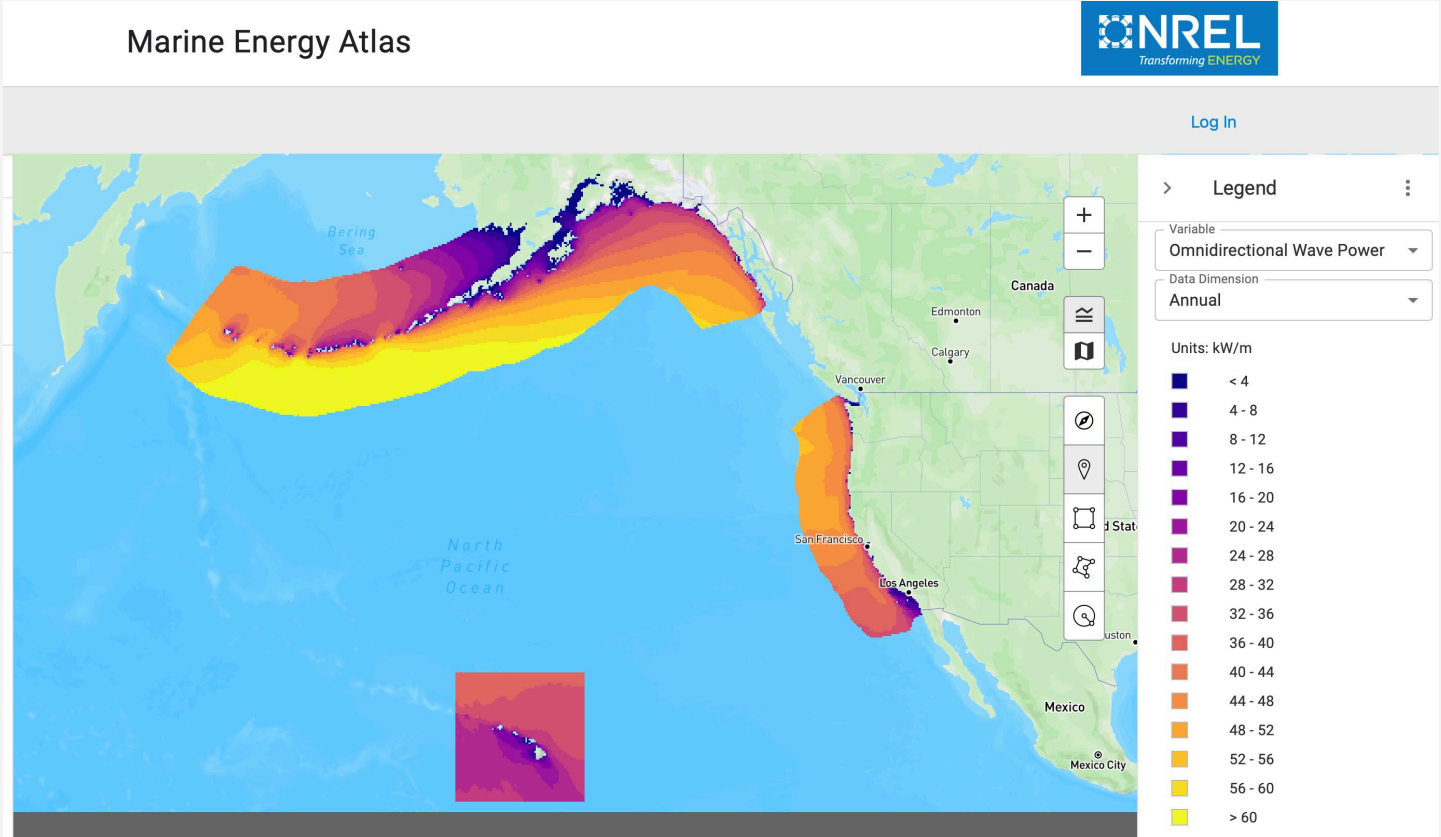 Marine Energy Atlas
NREL
Transforming ENERGY
Log In
Bering
Sea
Canada
Edmonton
Calgary
Vancouver
d Stat
San Francisco
Los Angeles
uston
North
Pacific
Ocean
Mexico
Mexico City
Legend
Variable
Omnidirectional Wave Power
Data Dimension
Annual
Units: kW/m
< 4
4 - 8
8 - 12
12 - 16
16 - 20
20 - 24
24 - 28
28 - 32
32 - 36
36 - 40
40 - 44
44 - 48
48 - 52
52 - 56
56 - 60
> 60